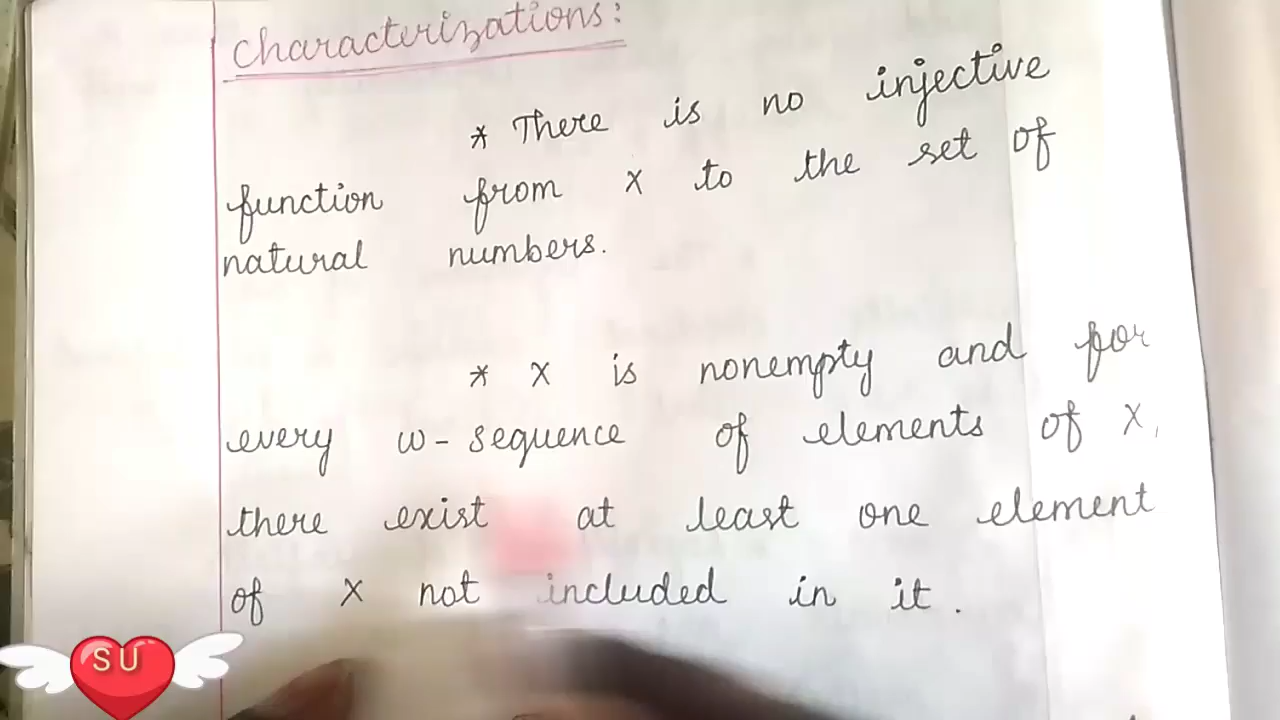 Characterizations:
* There is no injective
function from X to the set of
natural numbers.
* X is nonempty and for
every ω-sequence of elements of X,
there exist at least one element
of X not included in it.
SU